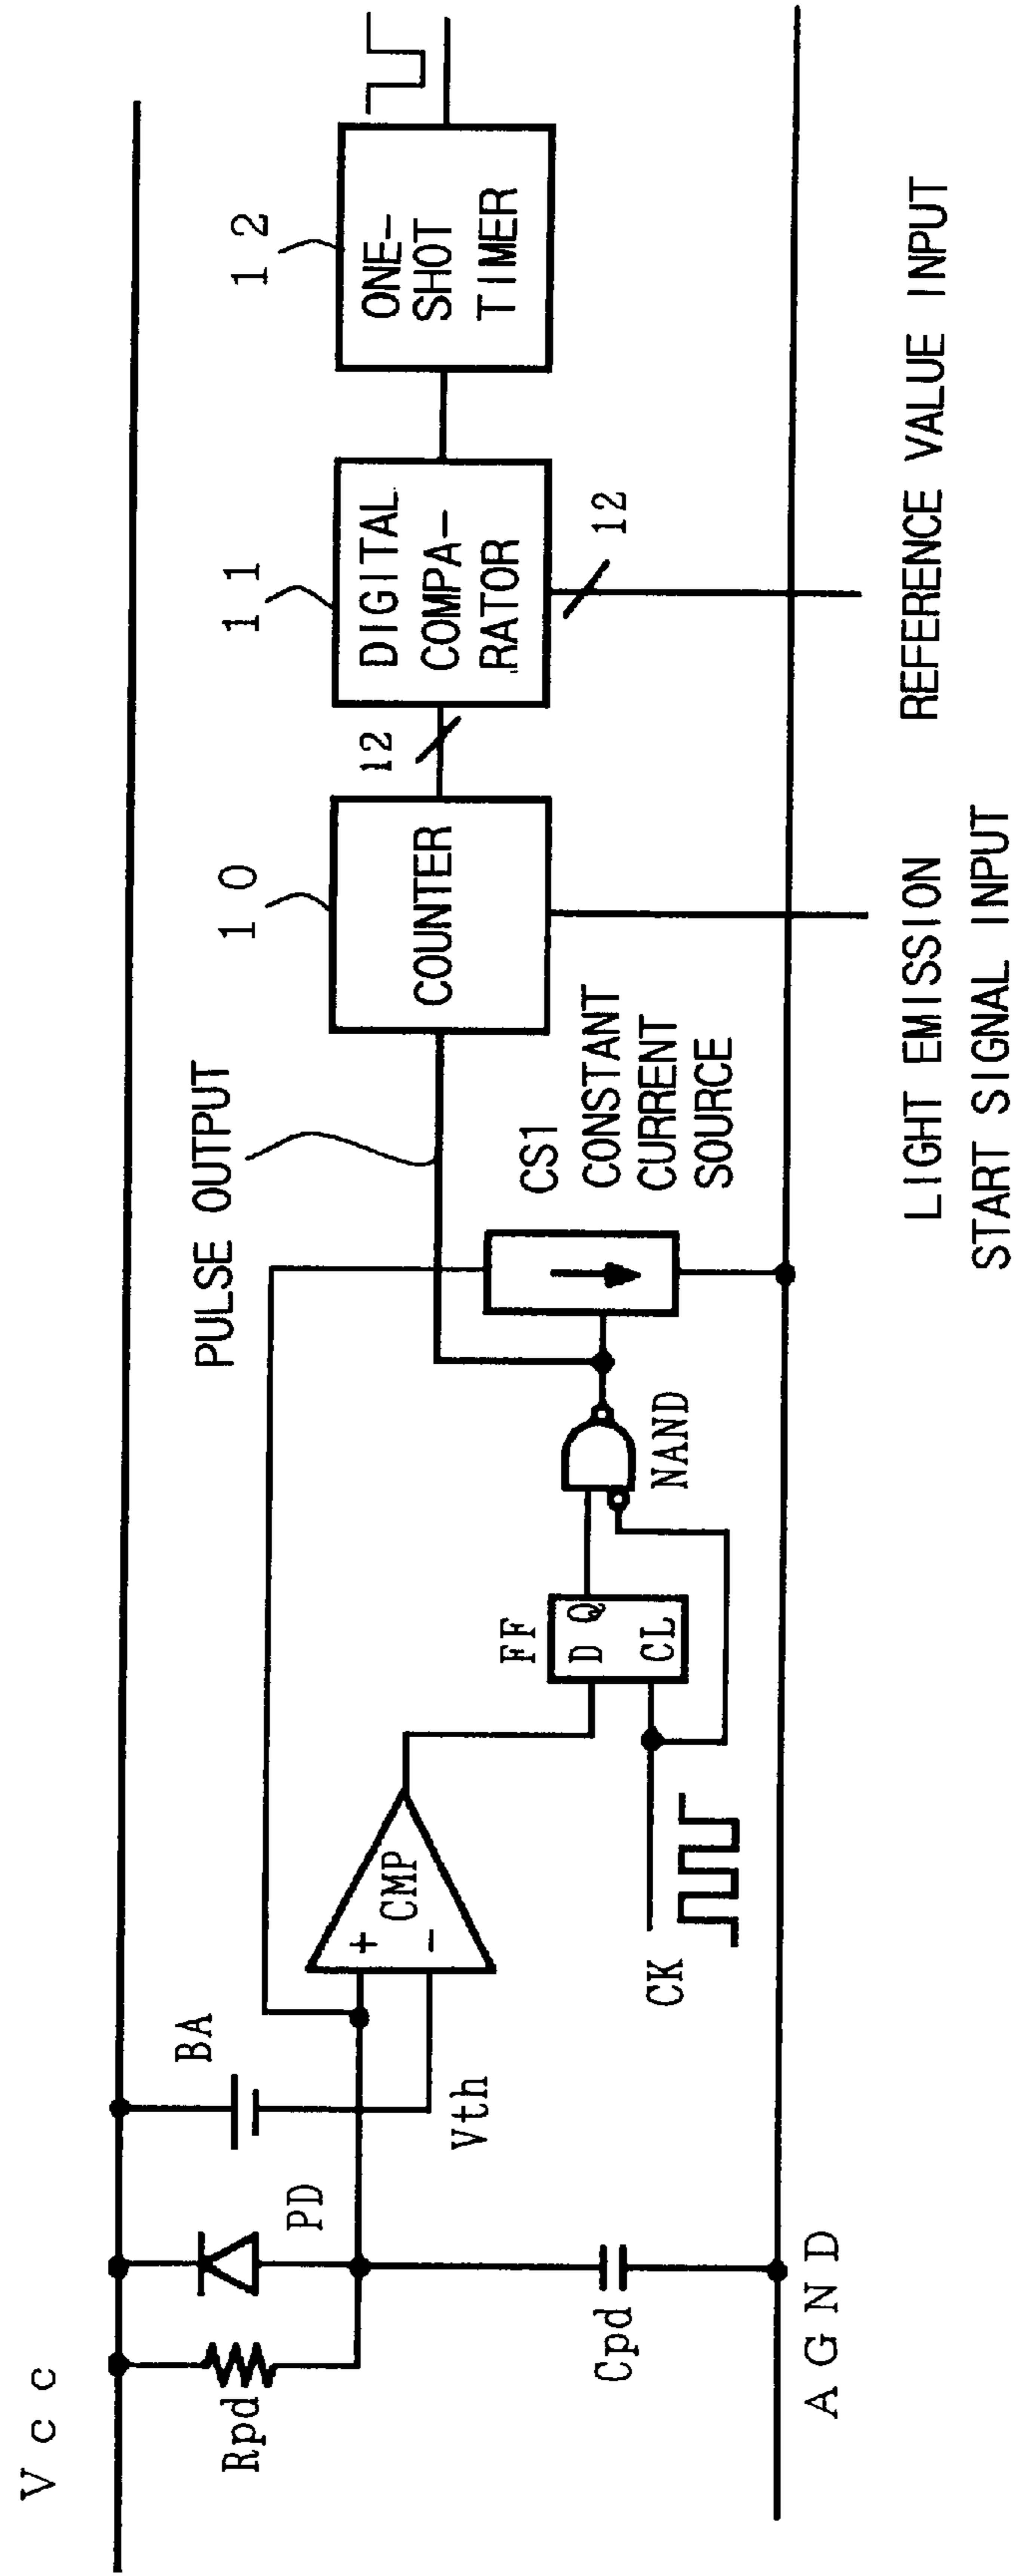 Vcc
Rpd
PD
BA
Vth
Cpd
AGND
+
−
CMP
CK
FF
D Q
CL
NAND
PULSE OUTPUT
CS1
CONSTANT
CURRENT
SOURCE
10
COUNTER
12
11
DIGITAL
COMPA-
RATOR
12
12
ONE-
SHOT
TIMER
LIGHT EMISSION
START SIGNAL INPUT
REFERENCE VALUE INPUT